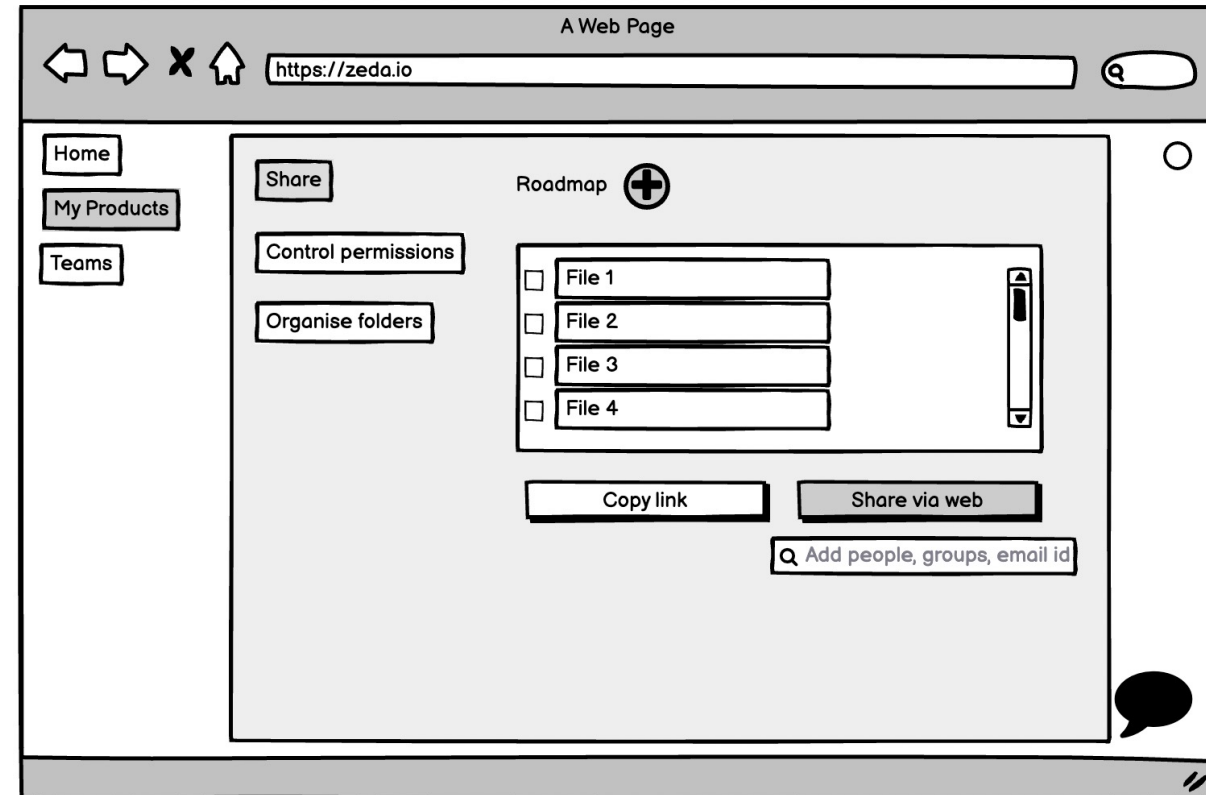 A Web Page
https://zeda.io
Home
My Products
Teams
Share
Control permissions
Organise folders
Roadmap
File 1
File 2
File 3
File 4
Copy link
Share via web
Add people, groups, email id